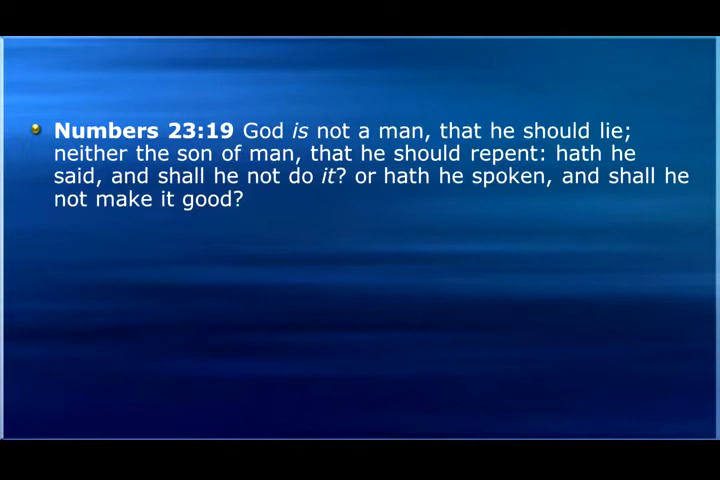 Numbers 23:19 God is not a man, that he should lie;
neither the son of man, that he should repent: hath he
said, and shall he not do it? or hath he spoken, and shall he
not make it good?